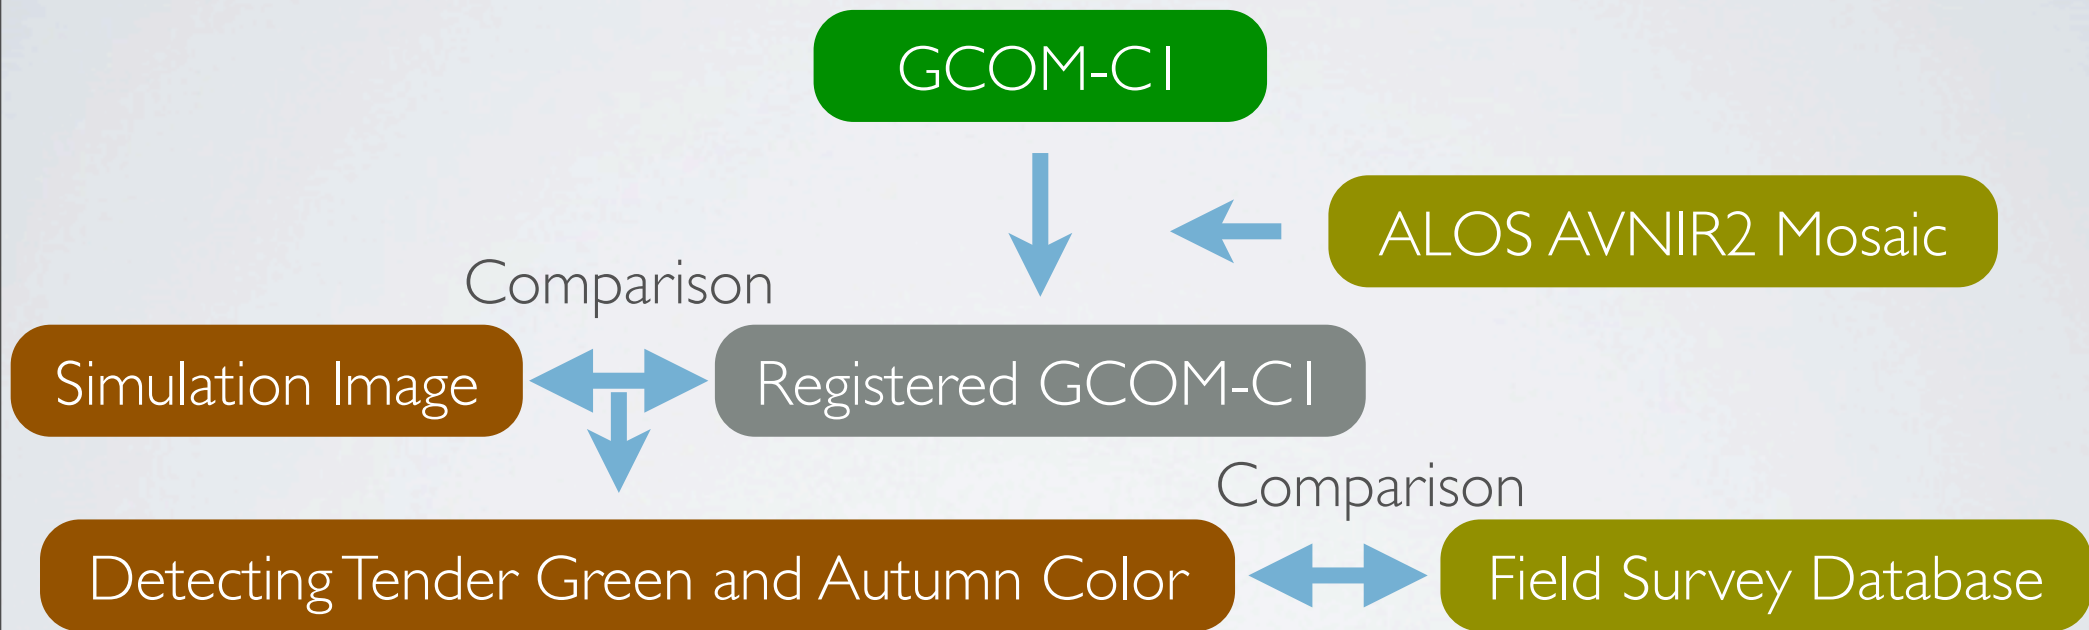 GCOM-C1
ALOS AVNIR2 Mosaic
Comparison
Simulation Image
Registered GCOM-C1
Comparison
Detecting Tender Green and Autumn Color
Field Survey Database